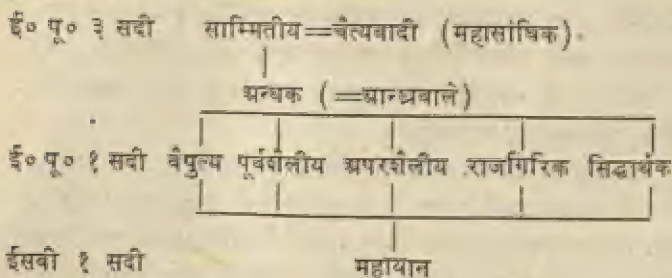 ई० पू० ३ सदी साम्मितीय==चैत्यवादी (महासांघिक).
अन्धक (==आन्ध्रवाले)
ई० पू० १ सदी वैपुल्य पूर्वशैलीय अपरशैलीय राजगिरिक सिद्धार्थक
ईसवी १ सदी महायान